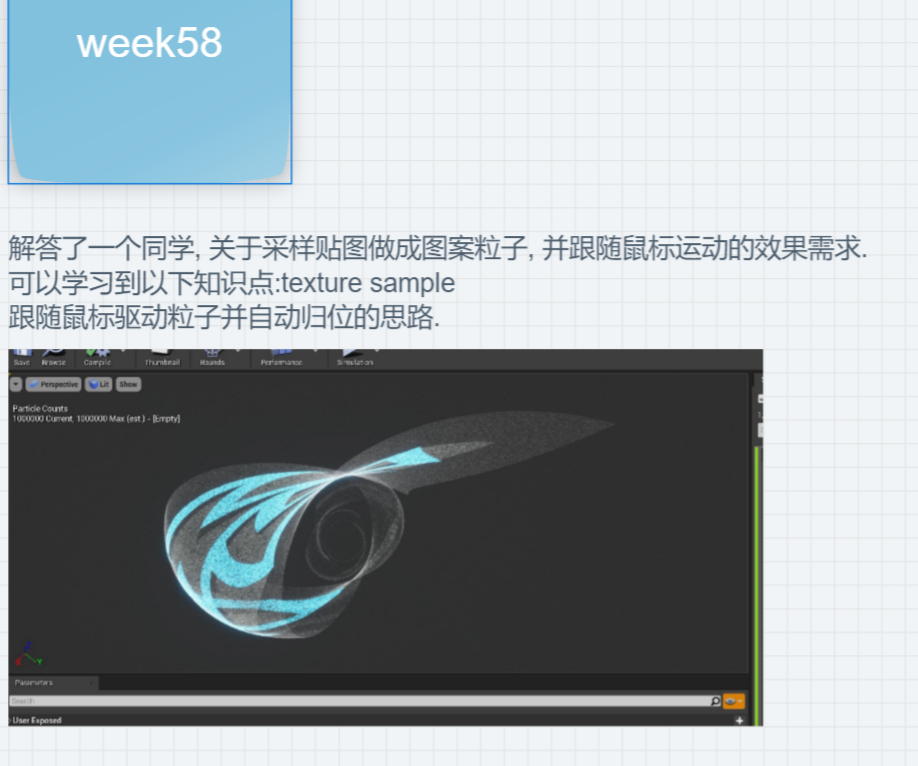 week58
解答了一个同学, 关于采样贴图做成图案粒子, 并跟随鼠标运动的效果需求.
可以学习到以下知识点:texture sample
跟随鼠标驱动粒子并自动归位的思路.
Save Browse Compile Thumbnail Bounds Performance Simulation
Perspective Lit Show
Particle Counts
1000000 Current, 1000000 Max (est.) - [Empty]
Parameters
Search
User Exposed